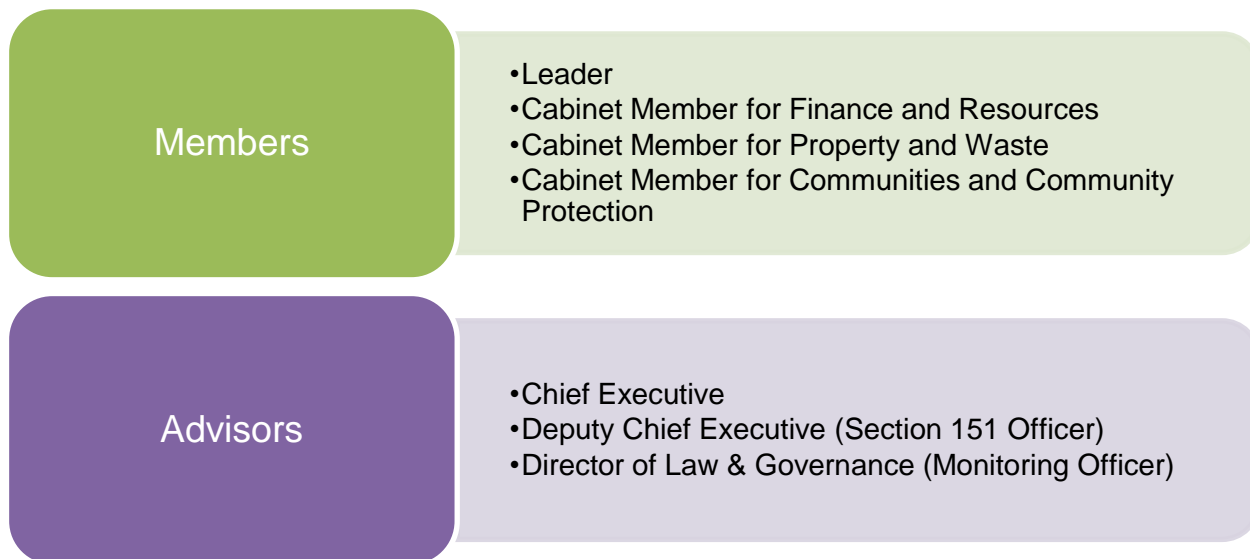 Members
•Leader
•Cabinet Member for Finance and Resources
•Cabinet Member for Property and Waste
•Cabinet Member for Communities and Community
Protection
Advisors
•Chief Executive
•Deputy Chief Executive (Section 151 Officer)
•Director of Law & Governance (Monitoring Officer)